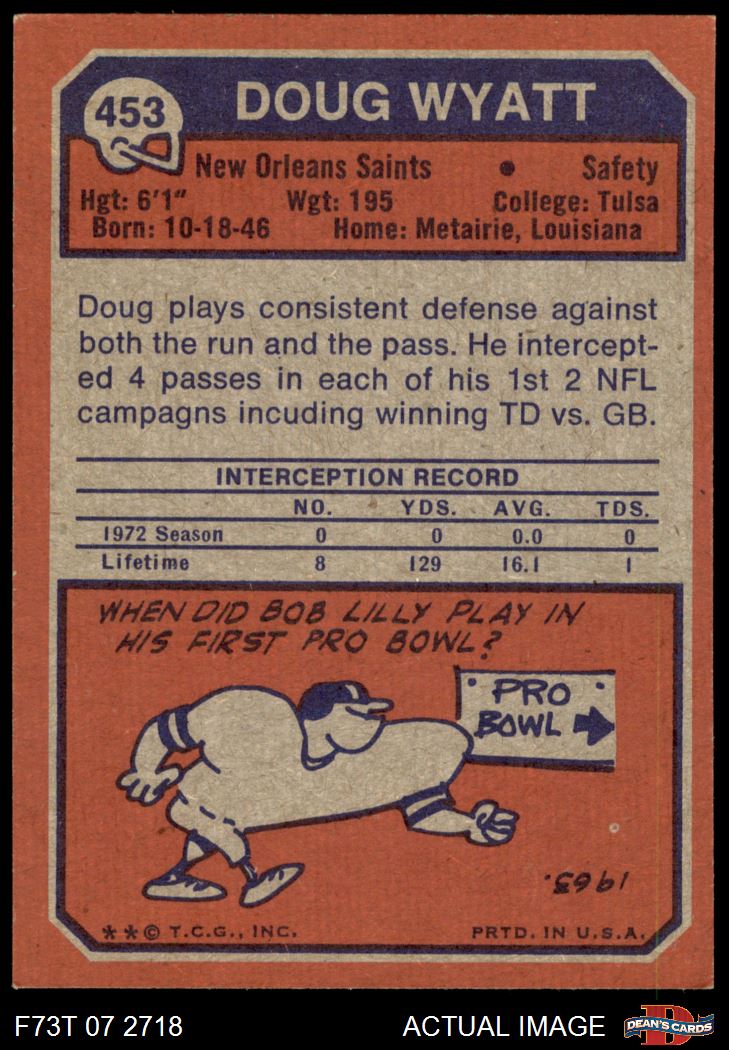 453
DOUG WYATT
New Orleans Saints • Safety
Hgt: 6'1" Wgt: 195 College: Tulsa
Born: 10-18-46 Home: Metairie, Louisiana
Doug plays consistent defense against
both the run and the pass. He intercept-
ed 4 passes in each of his 1st 2 NFL
campagns incuding winning TD vs. GB.
INTERCEPTION RECORD
NO. YDS. AVG. TDS.
1972 Season 0 0 0.0 0
Lifetime 8 129 16.1 1
WHEN DID BOB LILLY PLAY IN
HIS FIRST PRO BOWL?
PRO
BOWL
1963.
**© T.C.G., INC. PRTD. IN U.S.A.
F73T 07 2718 ACTUAL IMAGE
D
DEAN'S CARDS